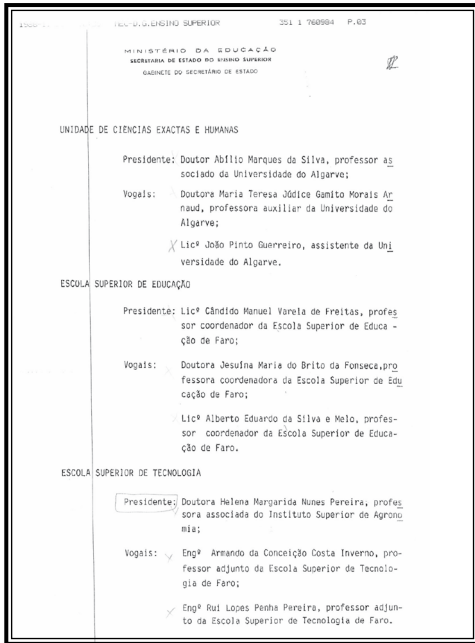 ENSINO SUPERIOR 351 1 760984 P.03
MINISTÉRIO DA EDUCAÇÃO
SECRETARIA DE ESTADO DO ENSINO SUPERIOR
GABINETE DO SECRETÁRIO DE ESTADO
UNIDADE DE CIÊNCIAS EXACTAS E HUMANAS
Presidente: Doutor Abílio Marques da Silva, professor as
sociado da Universidade do Algarve;
Vogais: Doutora Maria Teresa Júdice Gamito Morais Ar
naud, professora auxiliar da Universidade do
Algarve;
Licº João Pinto Guerreiro, assistente da Uni
versidade do Algarve.
ESCOLA SUPERIOR DE EDUCAÇÃO
Presidente: Licº Cândido Manuel Varela de Freitas, profes
sor coordenador da Escola Superior de Educa -
ção de Faro;
Vogais: Doutora Jesuína Maria do Brito da Fonseca,pro
fessora coordenadora da Escola Superior de Edu
cação de Faro;
Licº Alberto Eduardo da Silva e Melo, profes-
sor coordenador da Escola Superior de Educa-
ção de Faro.
ESCOLA SUPERIOR DE TECNOLOGIA
Presidente: Doutora Helena Margarida Nunes Pereira, profes
sora associada do Instituto Superior de Agrono
mia;
Vogais: Engº Armando da Conceição Costa Inverno, pro-
fessor adjunto da Escola Superior de Tecnolo-
gia de Faro;
Engº Rui Lopes Penha Pereira, professor adjun-
to da Escola Superior de Tecnologia de Faro.